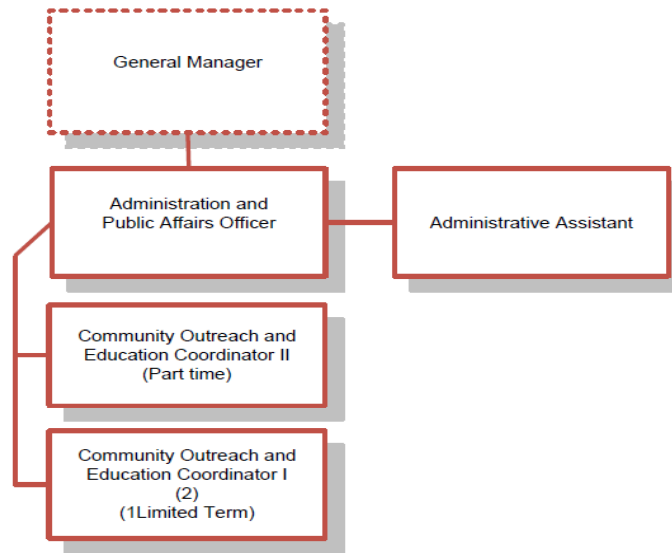 General Manager
Administration and
Public Affairs Officer
Administrative Assistant
Community Outreach and
Education Coordinator II
(Part time)
Community Outreach and
Education Coordinator I
(2)
(1Limited Term)